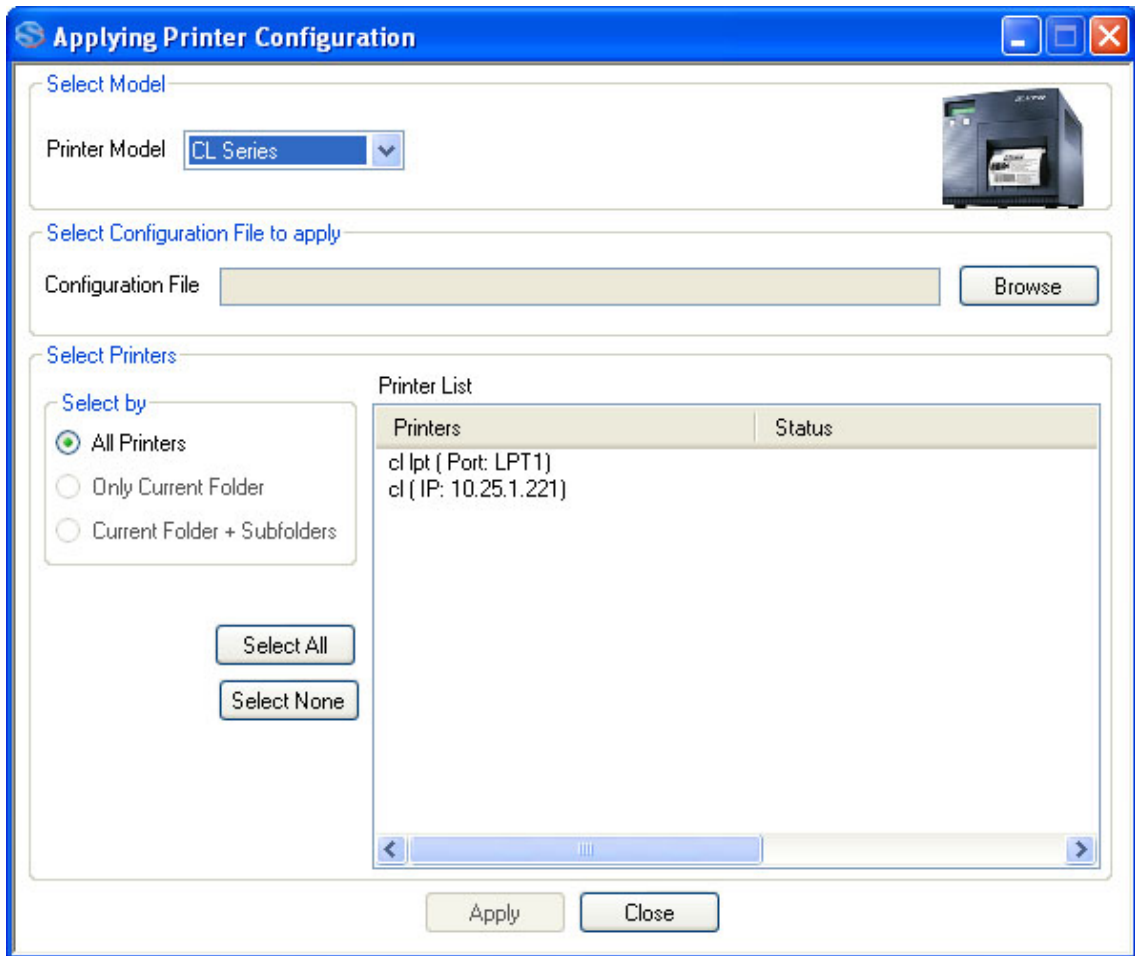 Applying Printer Configuration
Select Model
Printer Model CL Series
Select Configuration File to apply
Configuration File Browse
Select Printers
Select by
All Printers
Only Current Folder
Current Folder + Subfolders
Select All
Select None
Printer List
Printers Status
cl lpt ( Port: LPT1)
cl ( IP: 10.25.1.221)
Apply Close